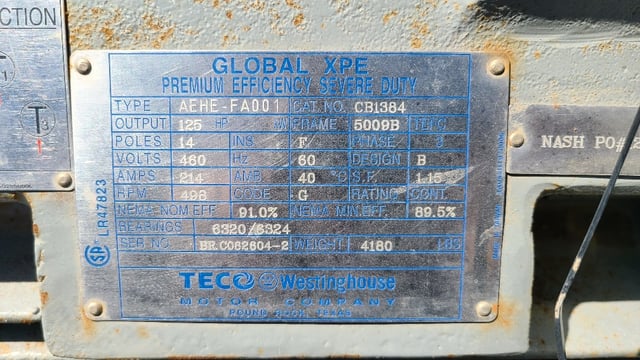 CTION
T1
T3
1
GLOBAL XPE
PREMIUM EFFICIENCY SEVERE DUTY
TYPE AEHE-FA001 CAT.NO. CB1384
OUTPUT 125 HP FRAME 5009B
POLES 14 INS. F PHASE 3
VOLTS 460 Hz 60 DESIGN B
AMPS 214 AMB. 40 °C S.F. 1.15
RPM 498 CODE G RATING CONT.
NEMA NOM.EFF 91.0% NEMA MIN.EFF. 89.5%
BEARINGS 6320/6324
SER NO. WEIGHT 4180 LBS
LR47823
TECO Westinghouse
MOTOR COMPANY
ROUND ROCK, TEXAS
NASH PO#